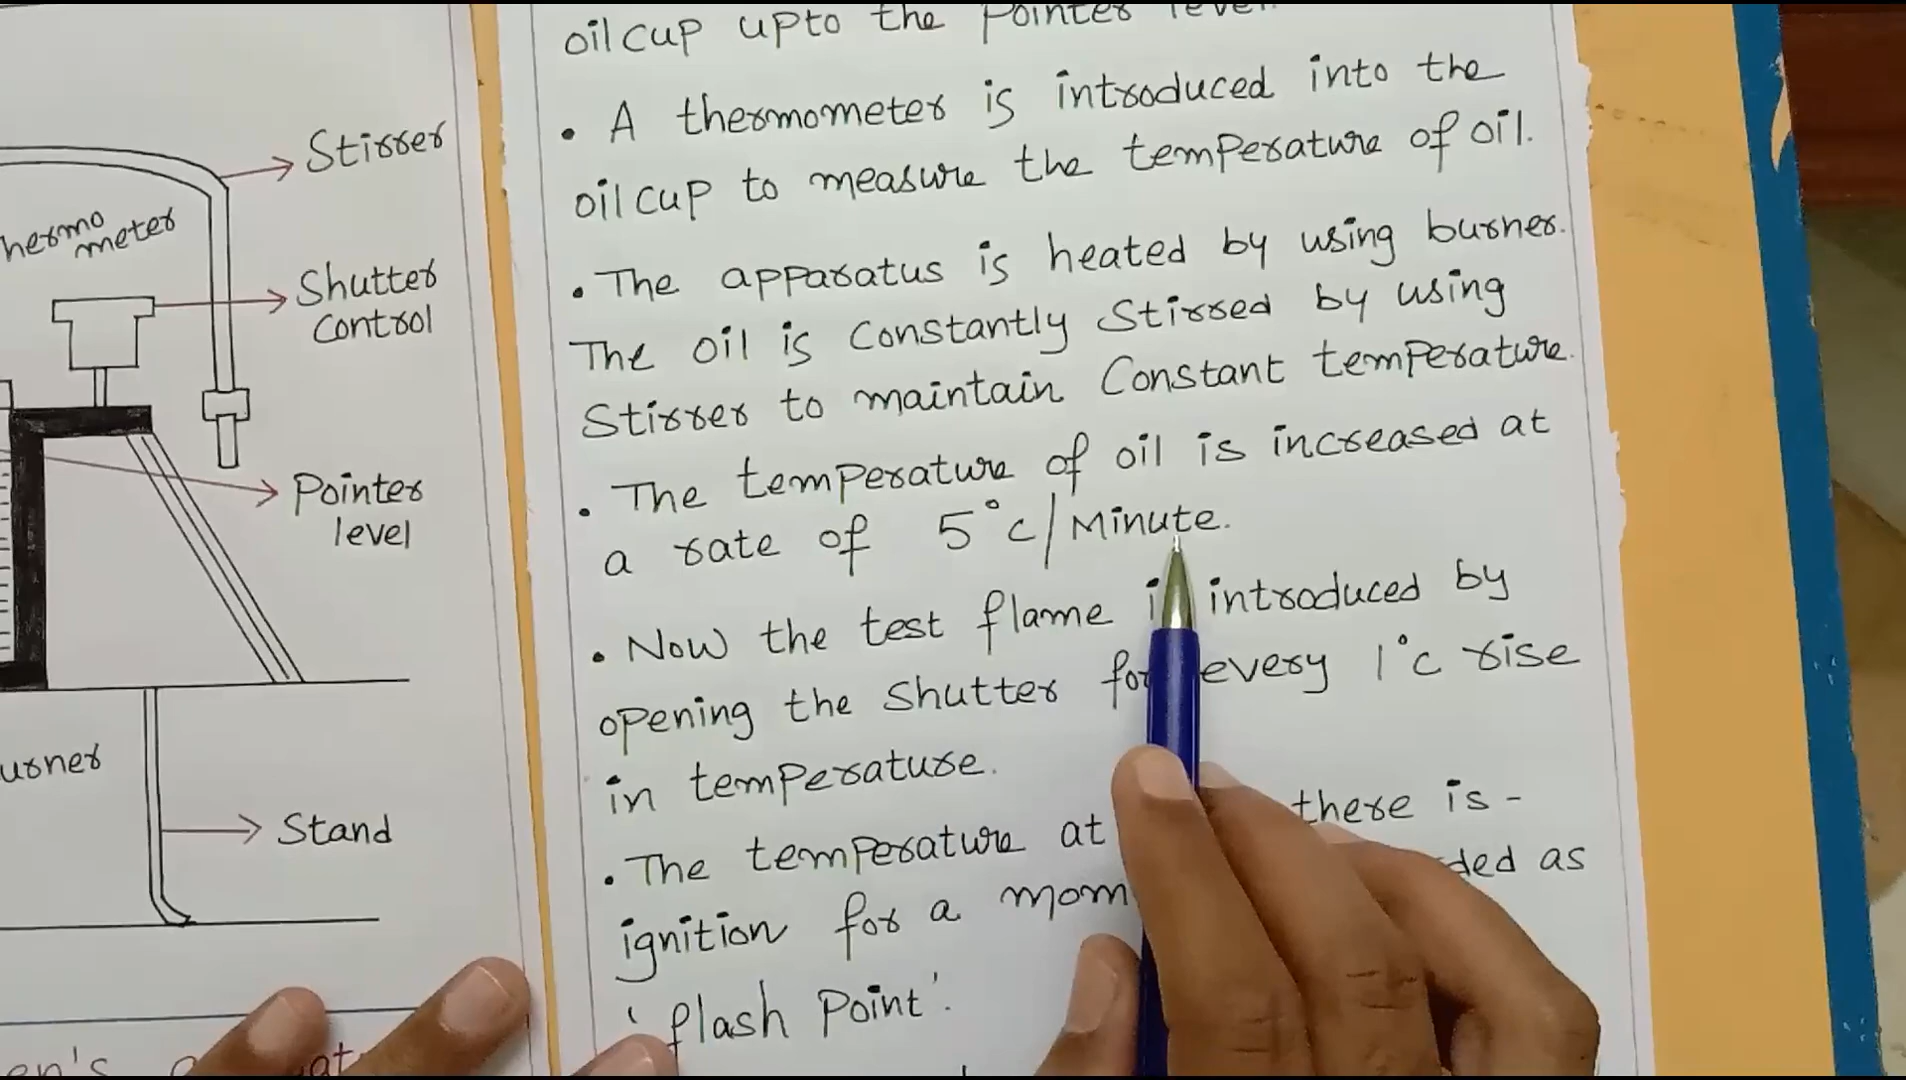 Stirrer
thermo
meter
Shutter
Control
Pointer
level
Burner
Stand
oil cup upto the Pointer level.
• A thermometer is introduced into the
oil cup to measure the temperature of oil.
• The apparatus is heated by using burner.
The oil is Constantly Stirred by using
Stirrer to maintain Constant temperature.
• The temperature of oil is increased at
a rate of 5°c/Minute.
• Now the test flame is introduced by
opening the Shutter for every 1°c rise
in temperature.
• The temperature at there is -
ignition for a mom ded as
'flash Point'.